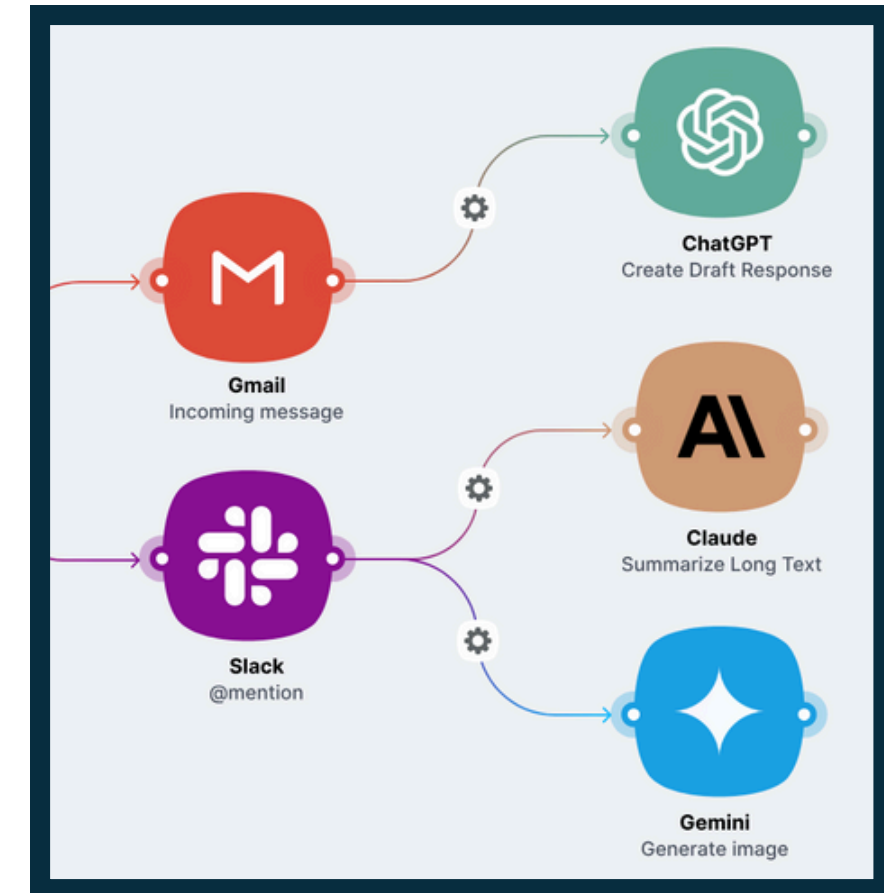 ChatGPT
Create Draft Response
Gmail
Incoming message
Claude
Summarize Long Text
Slack
@mention
Gemini
Generate image